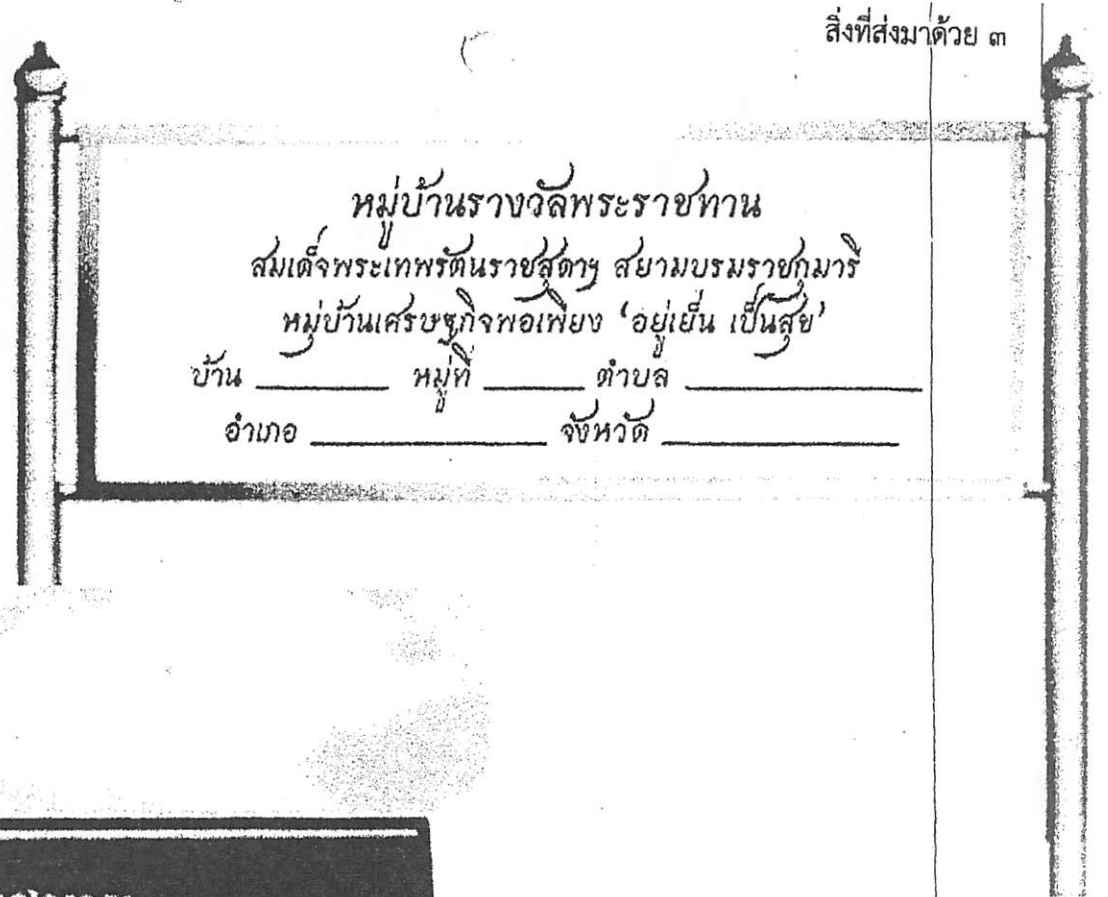 สิ่งที่ส่งมาด้วย ๓
หมู่บ้านรางวัลพระราชทาน
สมเด็จพระเทพรัตนราชสุดาฯ สยามบรมราชกุมารี
หมู่บ้านเศรษฐกิจพอเพียง ‘อยู่เย็น เป็นสุข’
บ้าน __________ หมู่ที่ __________ ตำบล __________________
อำเภอ __________________ จังหวัด __________________